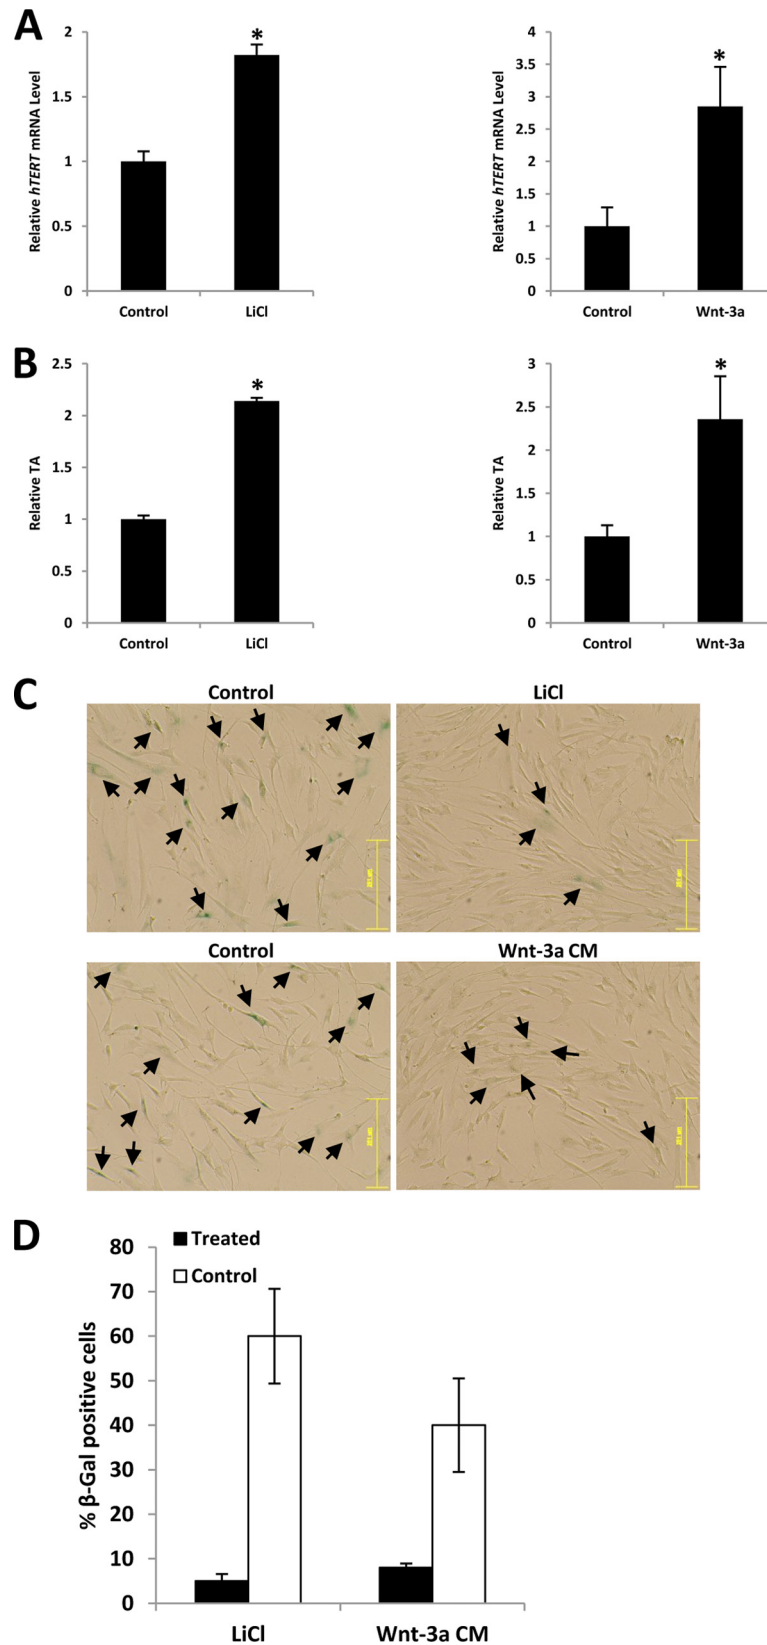 A
Relative hTERT mRNA Level
2
1.5
1
0.5
0
*
Control
LiCl
Relative hTERT mRNA Level
4
3.5
3
2.5
2
1.5
1
0.5
0
*
Control
Wnt-3a
B
Relative TA
2.5
2
1.5
1
0.5
0
*
Control
LiCl
Relative TA
3
2.5
2
1.5
1
0.5
0
*
Control
Wnt-3a
C
Control
LiCl
Control
Wnt-3a CM
D
% β-Gal positive cells
80
70
60
50
40
30
20
10
0
Treated
Control
LiCl
Wnt-3a CM